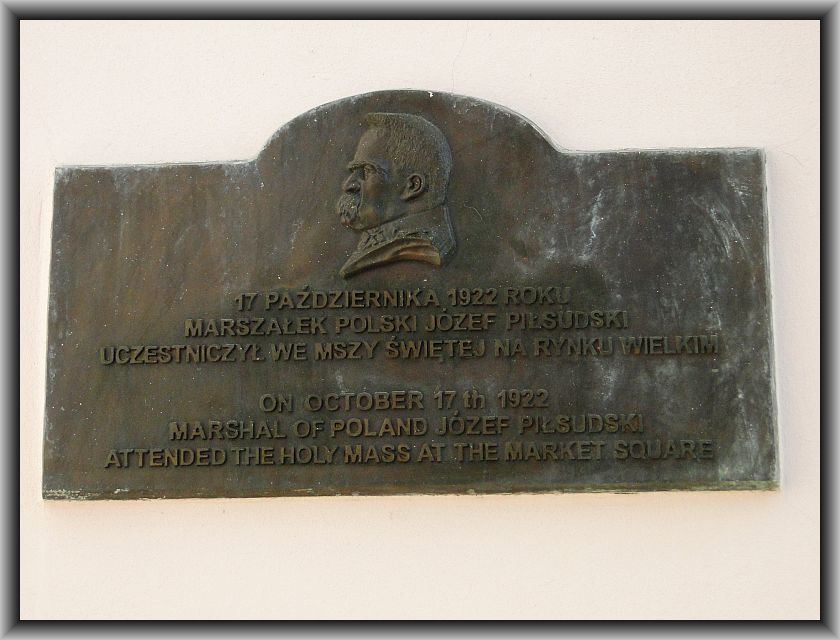 17 PAŹDZIERNIKA 1922 ROKU
MARSZAŁEK POLSKI JÓZEF PIŁSUDSKI
UCZESTNICZYŁ WE MSZY ŚWIĘTEJ NA RYNKU WIELKIM
ON OCTOBER 17 th 1922
MARSHAL OF POLAND JÓZEF PIŁSUDSKI
ATTENDED THE HOLY MASS AT THE MARKET SQUARE